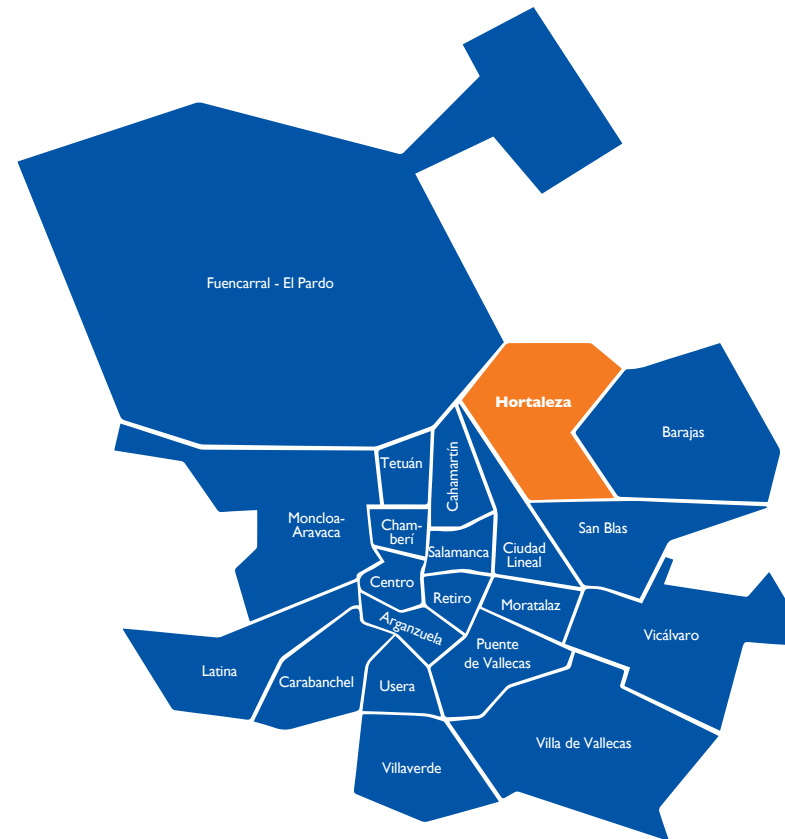 Fuencarral - El Pardo
Hortaleza
Barajas
Tetuán
Cahamartín
Moncloa-
Aravaca
Cham-
berí
San Blas
Salamanca
Ciudad
Lineal
Centro
Retiro
Moratalaz
Arganzuela
Vicálvaro
Puente
de Vallecas
Latina
Carabanchel
Usera
Villa de Vallecas
Villaverde